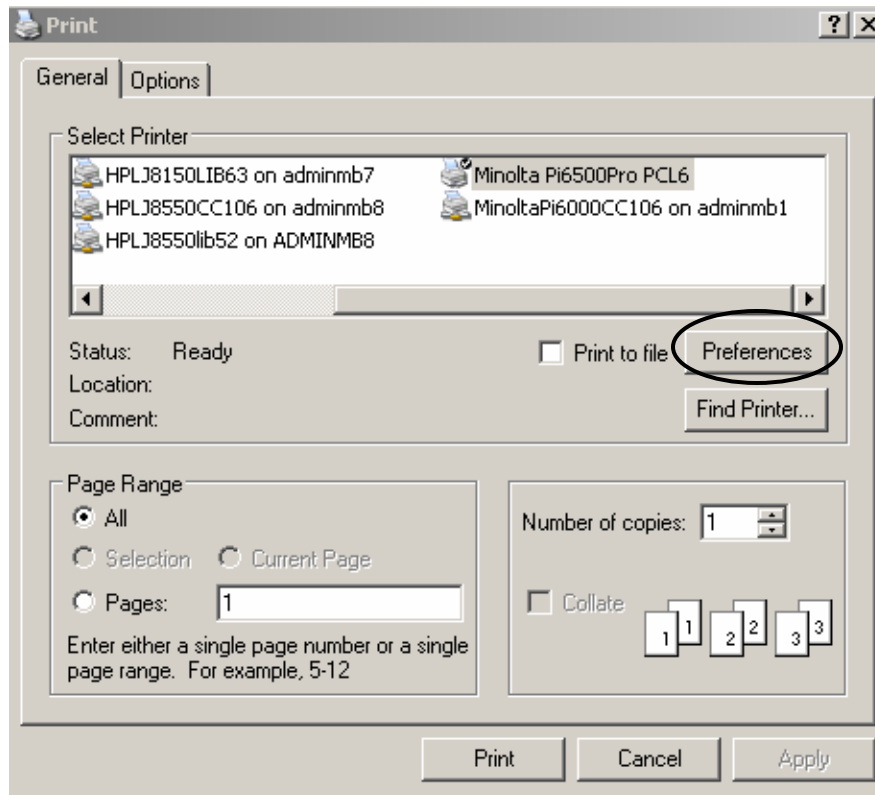 Print
General
Options
Select Printer
HPLJ8150LIB63 on adminmb7
HPLJ8550CC106 on adminmb8
HPLJ8550lib52 on ADMINMB8
Minolta Pi6500Pro PCL6
MinoltaPi6000CC106 on adminmb1
Status: Ready
Location:
Comment:
Print to file
Preferences
Find Printer...
Page Range
All
Selection
Current Page
Pages: 1
Enter either a single page number or a single
page range. For example, 5-12
Number of copies: 1
Collate
1 1 2 2 3 3
Print
Cancel
Apply